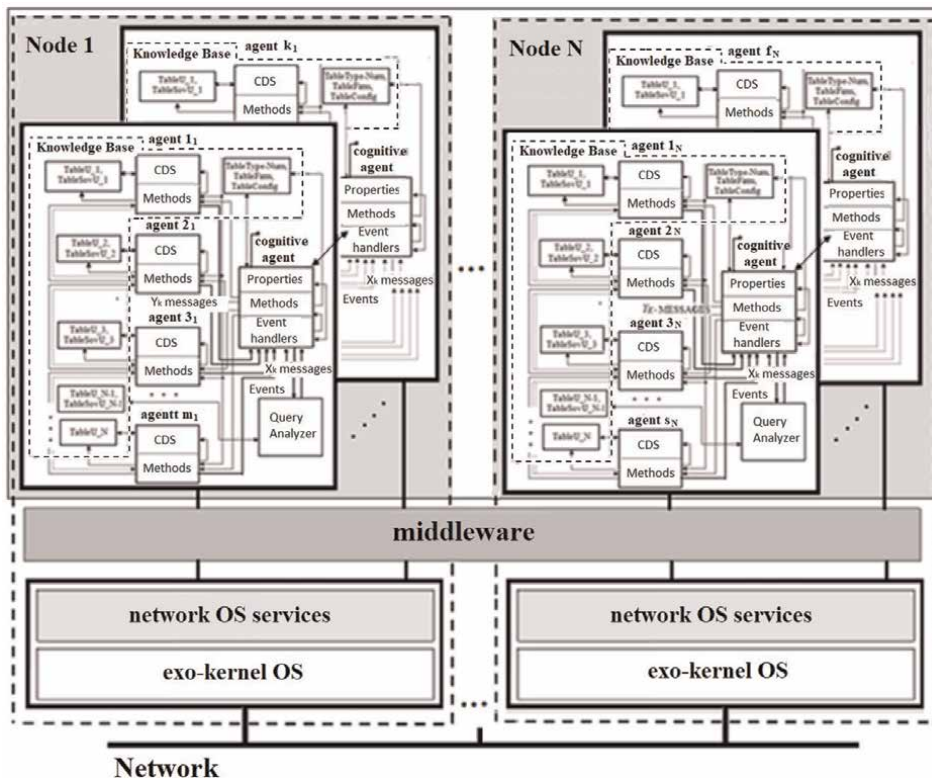 Node 1
agent k1
Knowledge Base
TableU_1,
TableSovU_1
CDS
Methods
TableType-Num,
TableFam,
TableConfig
cognitive
agent
Properties
Methods
Event
handlers
Xk messages
Events
agent 11
Knowledge Base
TableU_1,
TableSovU_1
CDS
Methods
TableType-Num,
TableFam,
TableConfig
agent 21
TableU_2,
TableSovU_2
CDS
Methods
cognitive
agent
Properties
Methods
Event
handlers
Yk messages
agent 31
TableU_3,
TableSovU_3
CDS
Methods
Xk messages
Events
TableU_N-1,
TableSovU_N-1
agentt m1
TableU_N
CDS
Methods
Query
Analyzer
...
Node N
agent fN
Knowledge Base
TableU_1,
TableSovU_1
CDS
Methods
TableType-Num,
TableFam,
TableConfig
cognitive
agent
Properties
Methods
Event
handlers
Xk messages
Events
agent 1N
Knowledge Base
TableU_1,
TableSovU_1
CDS
Methods
TableType-Num,
TableFam,
TableConfig
agent 2N
TableU_2,
TableSovU_2
CDS
Methods
cognitive
agent
Properties
Methods
Event
handlers
agent 3N
TableU_3,
TableSovU_3
CDS
Methods
Xk messages
Events
TableU_N-1,
TableSovU_N-1
agent sN
TableU_N
CDS
Methods
Query
Analyzer
middleware
network OS services
exo-kernel OS
...
network OS services
exo-kernel OS
Network